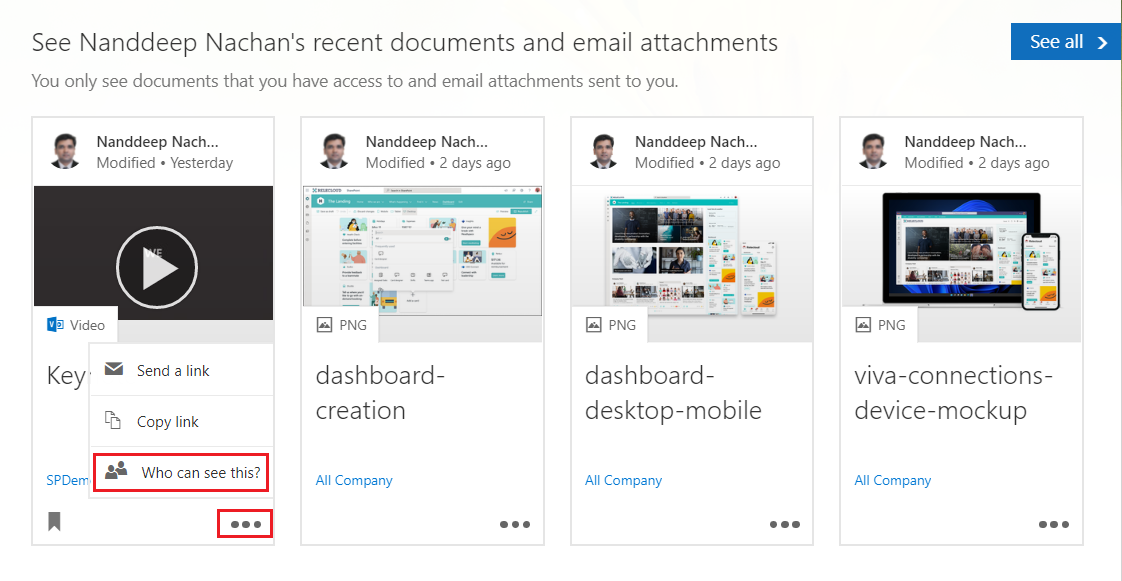 See Nanddeep Nachan's recent documents and email attachments
See all
You only see documents that you have access to and email attachments sent to you.
Nanddeep Nach...
Modified • Yesterday
WE
Video
Key
Send a link
Copy link
Who can see this?
SPDem
Nanddeep Nach...
Modified • 2 days ago
The Landing
PNG
dashboard-
creation
All Company
Nanddeep Nach...
Modified • 2 days ago
PNG
dashboard-
desktop-mobile
All Company
Nanddeep Nach...
Modified • 2 days ago
PNG
viva-connections-
device-mockup
All Company